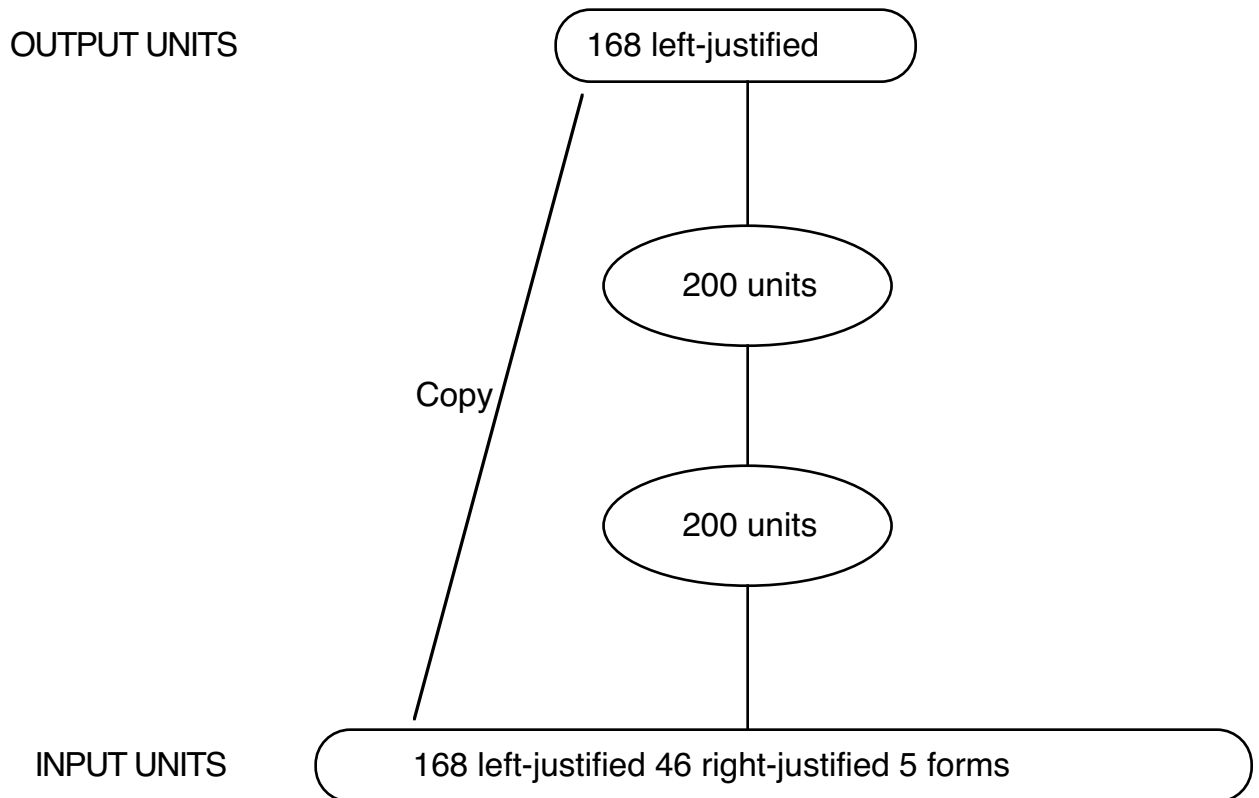 OUTPUT UNITS
168 left-justified
200 units
Copy
200 units
INPUT UNITS
168 left-justified 46 right-justified 5 forms